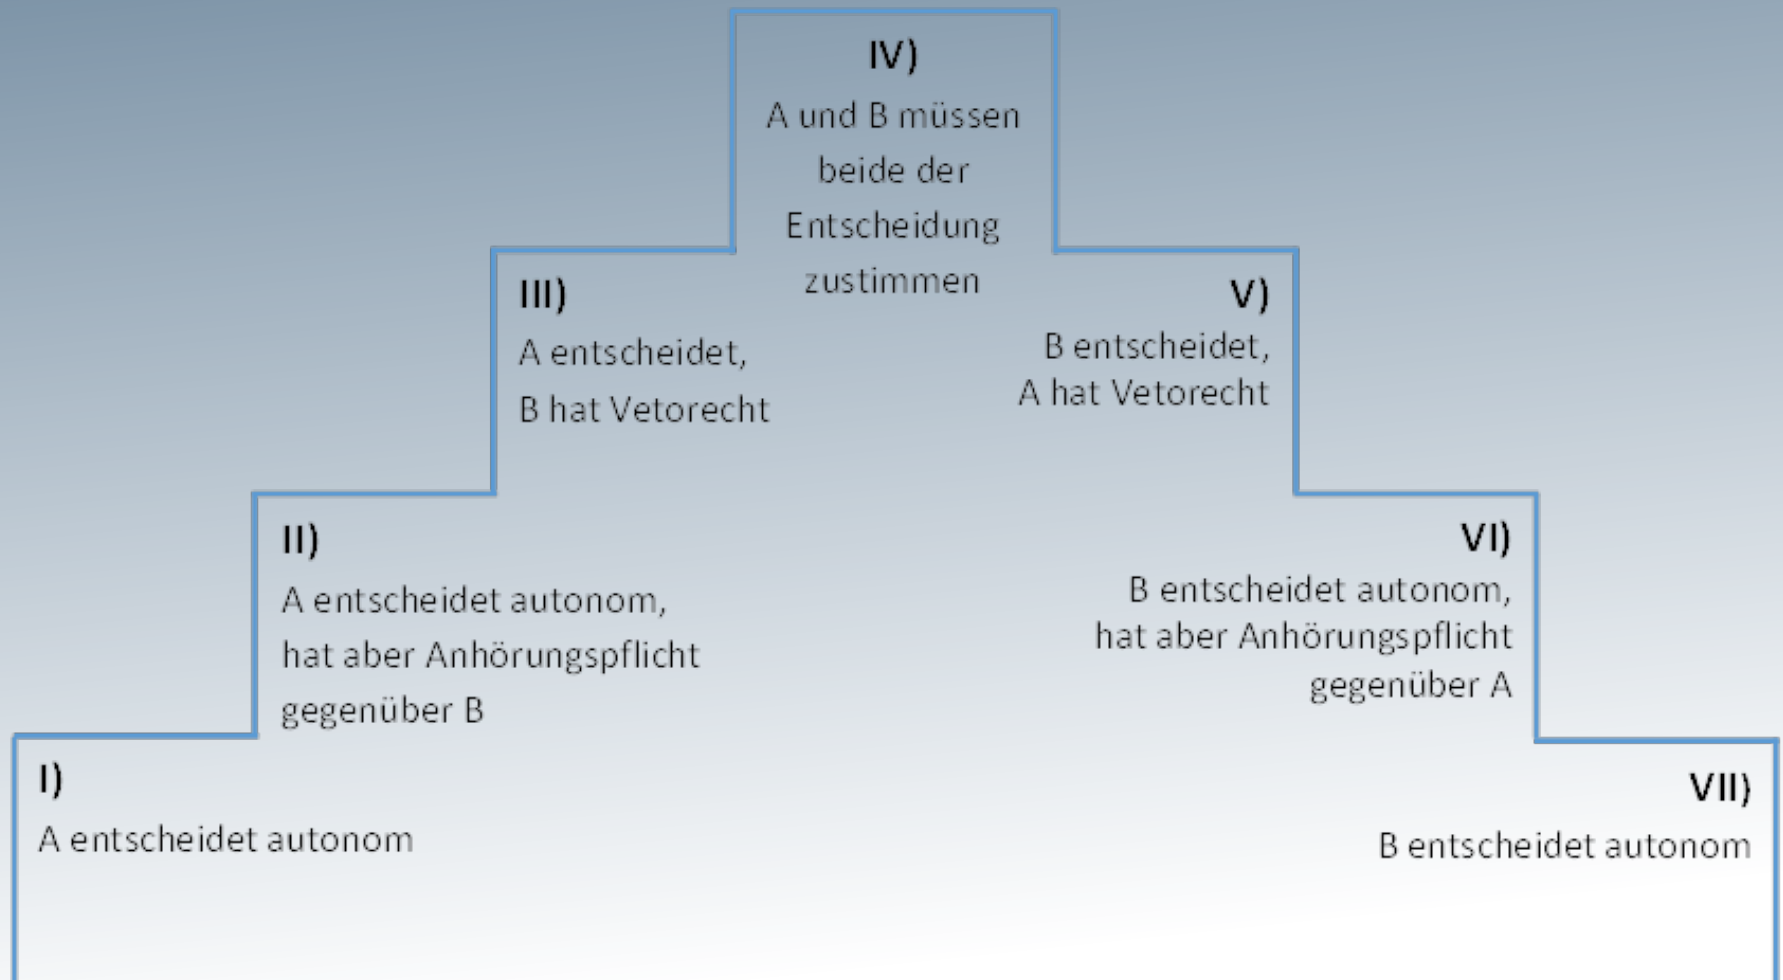 IV)
A und B müssen
beide der
Entscheidung
zustimmen
III)
A entscheidet,
B hat Vetorecht
V)
B entscheidet,
A hat Vetorecht
II)
A entscheidet autonom,
hat aber Anhörungspflicht
gegenüber B
VI)
B entscheidet autonom,
hat aber Anhörungspflicht
gegenüber A
I)
A entscheidet autonom
VII)
B entscheidet autonom